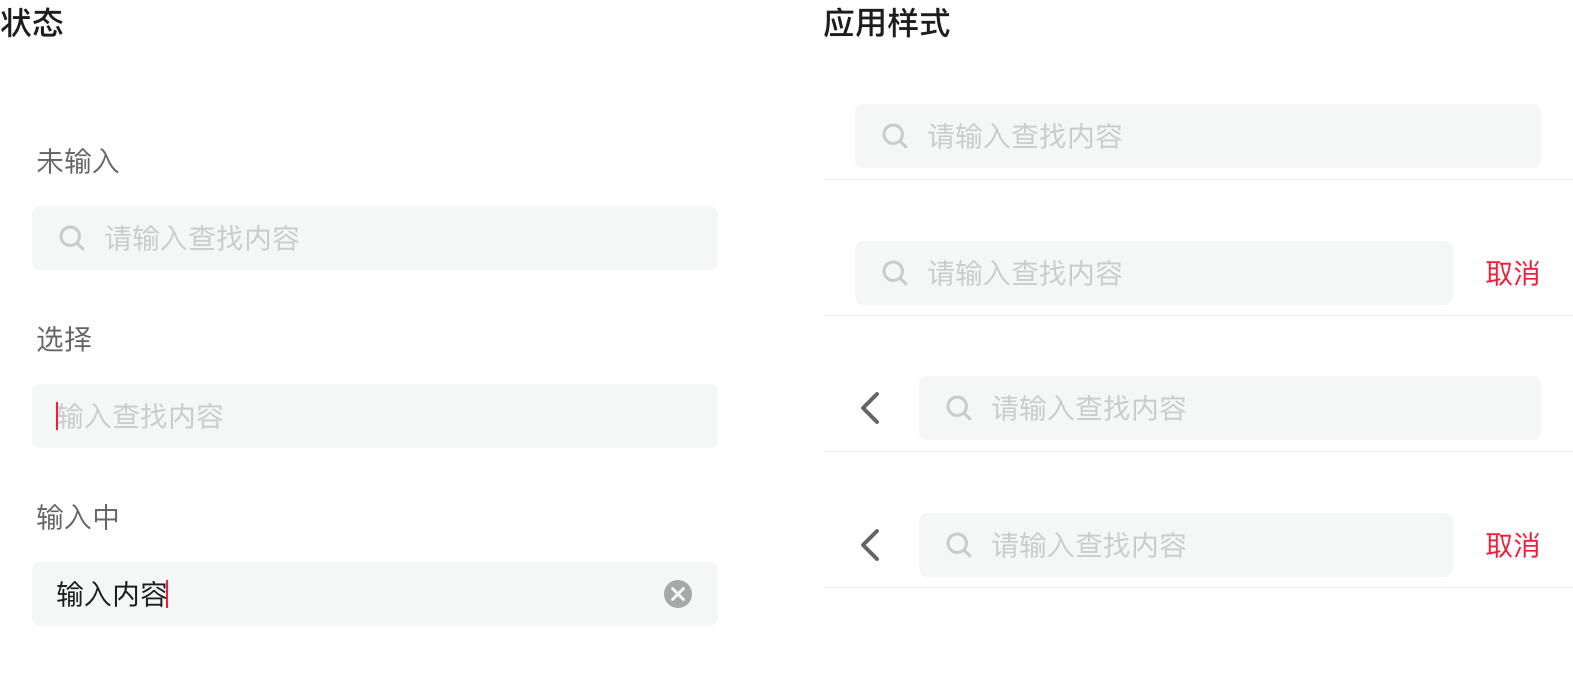 状态
未输入
请输入查找内容
选择
输入查找内容
输入中
输入内容
应用样式
请输入查找内容
请输入查找内容 取消
请输入查找内容
请输入查找内容 取消